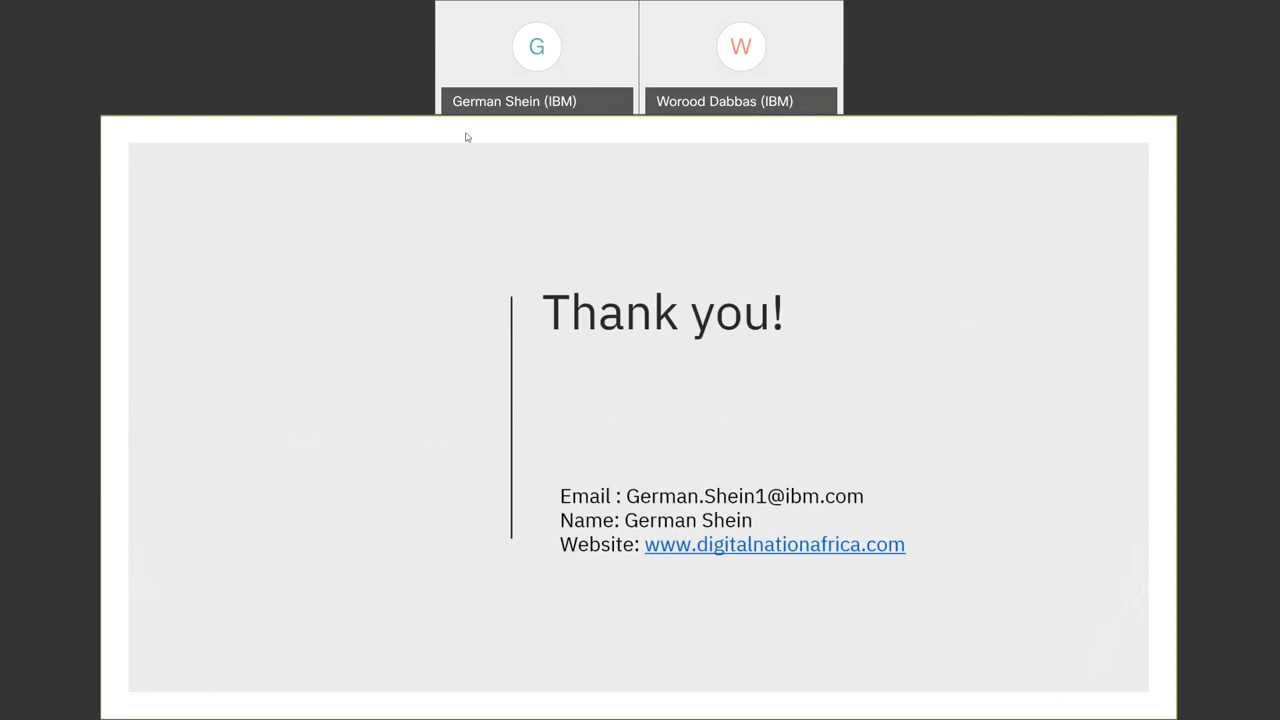 G
W
German Shein (IBM)
Worood Dabbas (IBM)
Thank you!
Email : German.Shein1@ibm.com
Name: German Shein
Website: www.digitalnationafrica.com